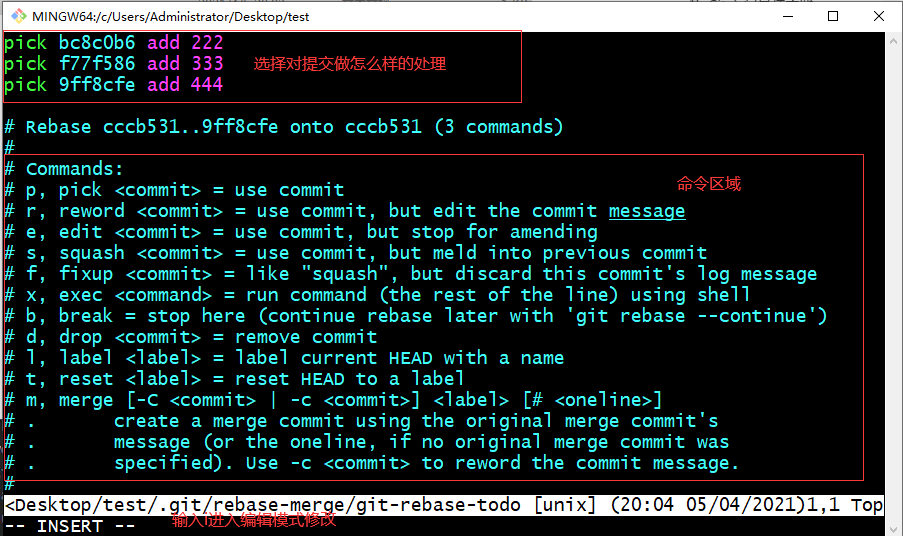 MINGW64:/c/Users/Administrator/Desktop/test
pick bc8c0b6 add 222
pick f77f586 add 333 选择对提交做怎么样的处理
pick 9ff8cfe add 444
# Rebase cccb531..9ff8cfe onto cccb531 (3 commands)
#
# Commands:
# p, pick <commit> = use commit 命令区域
# r, reword <commit> = use commit, but edit the commit message
# e, edit <commit> = use commit, but stop for amending
# s, squash <commit> = use commit, but meld into previous commit
# f, fixup <commit> = like "squash", but discard this commit's log message
# x, exec <command> = run command (the rest of the line) using shell
# b, break = stop here (continue rebase later with 'git rebase --continue')
# d, drop <commit> = remove commit
# l, label <label> = label current HEAD with a name
# t, reset <label> = reset HEAD to a label
# m, merge [-C <commit> | -c <commit>] <label> [# <oneline>]
# .       create a merge commit using the original merge commit's
# .       message (or the oneline, if no original merge commit was
# .       specified). Use -c <commit> to reword the commit message.
#
<Desktop/test/.git/rebase-merge/git-rebase-todo [unix] (20:04 05/04/2021)1,1 Top
-- INSERT -- 输入i进入编辑模式修改